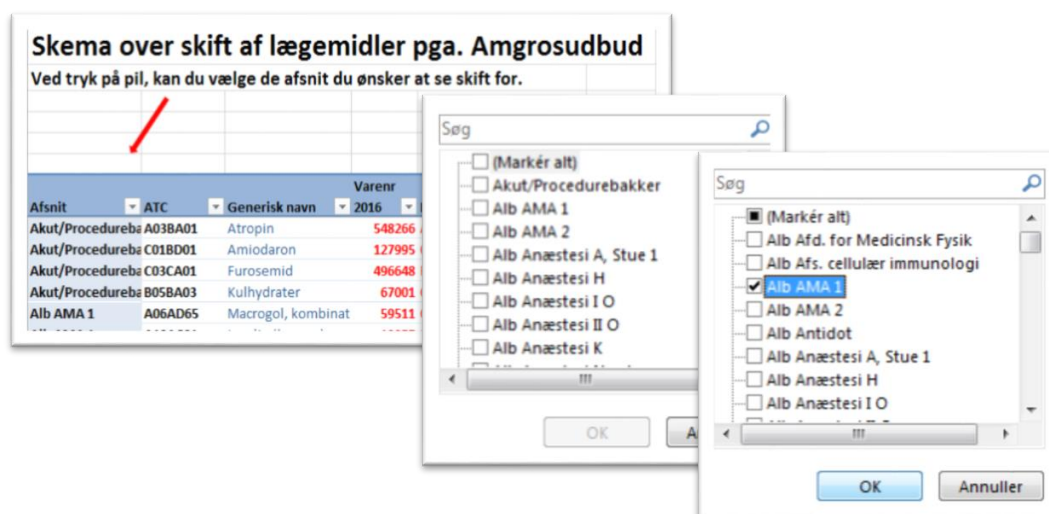 Skema over skift af lægemidler pga. Amgrosudbud
Ved tryk på pil, kan du vælge de afsnit du ønsker at se skift for.
Varenr
Afsnit ATC Generisk navn 2016
Akut/Procedureba A03BA01 Atropin 548266
Akut/Procedureba C01BD01 Amiodaron 127995
Akut/Procedureba C03CA01 Furosemid 496648
Akut/Procedureba B05BA03 Kulhydrater 67001
Alb AMA 1 A06AD65 Macrogol, kombinat 59511
Søg
(Markér alt)
Akut/Procedurebakker
Alb AMA 1
Alb AMA 2
Alb Anæstesi A, Stue 1
Alb Anæstesi H
Alb Anæstesi I O
Alb Anæstesi II O
Alb Anæstesi K
OK
Søg
(Markér alt)
Alb Afd. for Medicinsk Fysik
Alb Afs. cellulær immunologi
Alb AMA 1
Alb AMA 2
Alb Antidot
Alb Anæstesi A, Stue 1
Alb Anæstesi H
Alb Anæstesi I O
OK Annuller